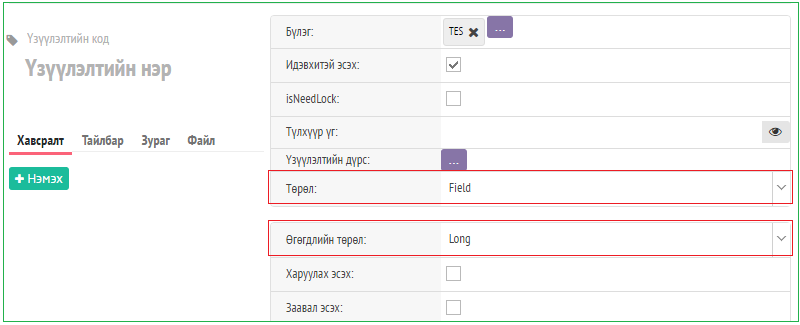 Үзүүлэлтийн код
Үзүүлэлтийн нэр
Хавсралт Тайлбар Зураг Файл
+ Нэмэх
Бүлэг: TES ✖ ...
Идэвхитэй эсэх:
isNeedLock:
Түлхүүр үг:
Үзүүлэлтийн дүрс: ...
Төрөл: Field
Өгөгдлийн төрөл: Long
Харуулах эсэх:
Заавал эсэх: